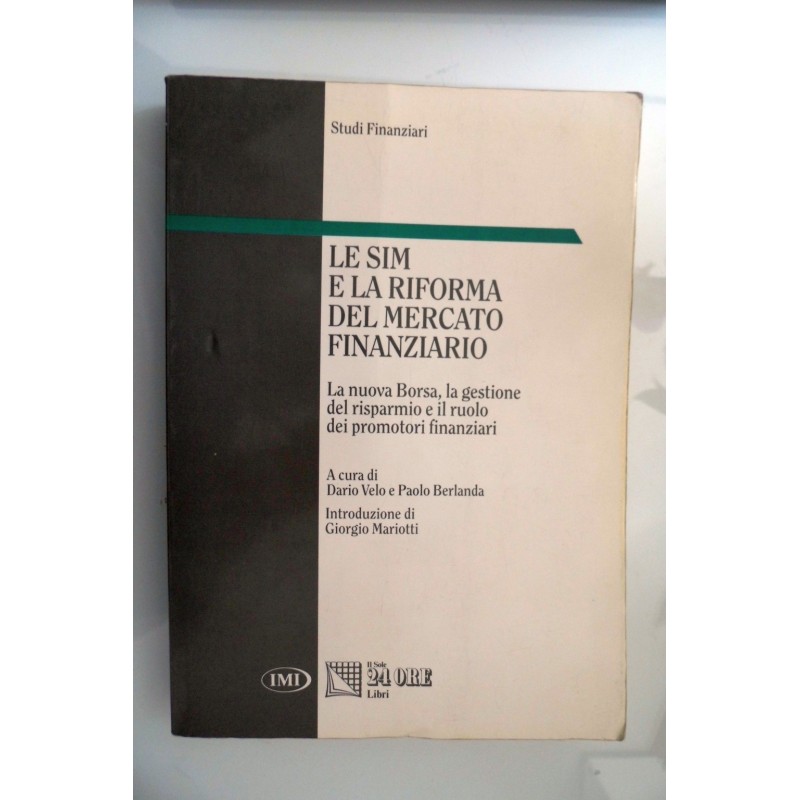 Studi Finanziari
LE SIM
E LA RIFORMA
DEL MERCATO
FINANZIARIO
La nuova Borsa, la gestione
del risparmio e il ruolo
dei promotori finanziari
A cura di
Dario Velo e Paolo Berlanda
Introduzione di
Giorgio Mariotti
IMI
Il Sole
24 ORE
Libri